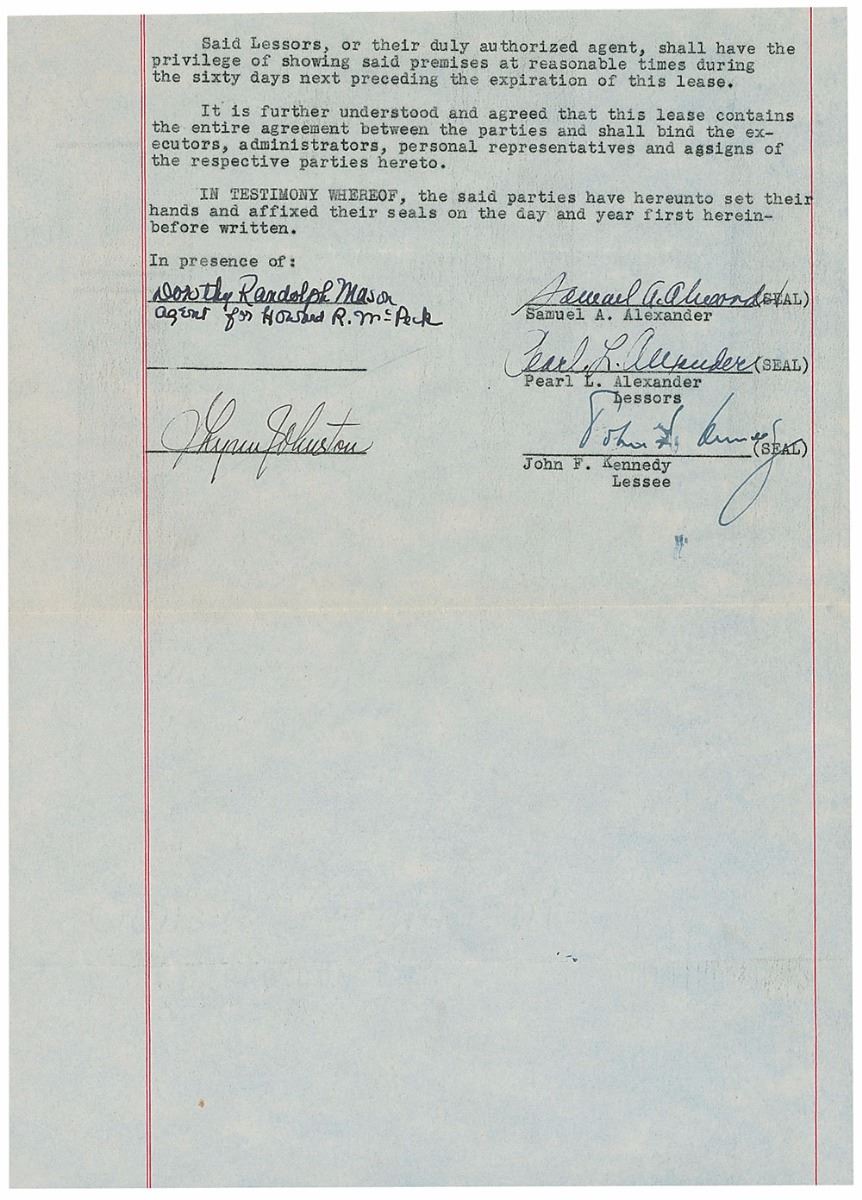 Said Lessors, or their duly authorized agent, shall have the
privilege of showing said premises at reasonable times during
the sixty days next preceding the expiration of this lease.
It is further understood and agreed that this lease contains
the entire agreement between the parties and shall bind the ex-
ecutors, administrators, personal representatives and assigns of
the respective parties hereto.
IN TESTIMONY WHEREOF, the said parties have hereunto set their
hands and affixed their seals on the day and year first herein-
before written.
In presence of:
Dorothy Randolph Mason
Agent for Howard R. McPeck
Samuel A. Alexander (SEAL)
Samuel A. Alexander
Pearl L. Alexander (SEAL)
Pearl L. Alexander
Lessors
Johnston
John F. Kennedy (SEAL)
John F. Kennedy
Lessee